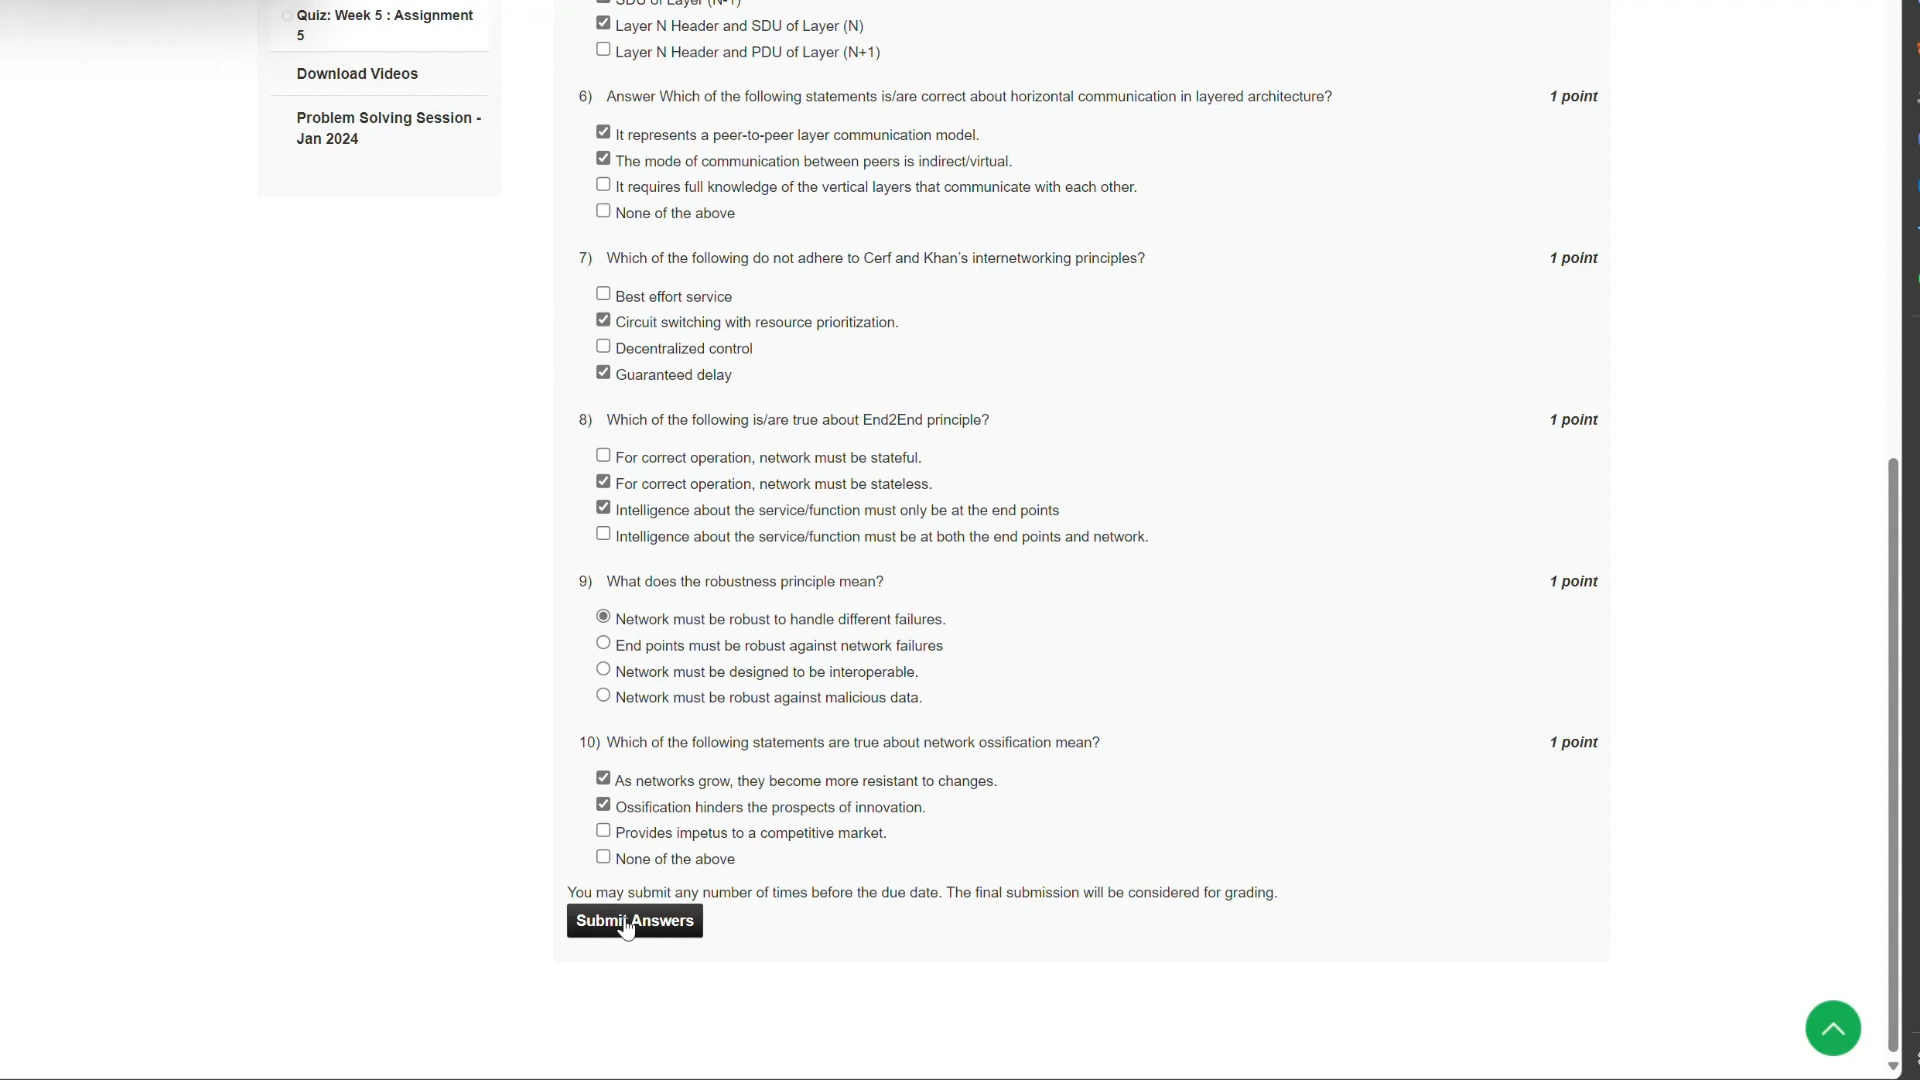 Quiz: Week 5 : Assignment
5
Download Videos
Problem Solving Session -
Jan 2024
SDU of Layer (N-1)
Layer N Header and SDU of Layer (N)
Layer N Header and PDU of Layer (N+1)
6) Answer Which of the following statements is/are correct about horizontal communication in layered architecture? 1 point
It represents a peer-to-peer layer communication model.
The mode of communication between peers is indirect/virtual.
It requires full knowledge of the vertical layers that communicate with each other.
None of the above
7) Which of the following do not adhere to Cerf and Khan's internetworking principles? 1 point
Best effort service
Circuit switching with resource prioritization.
Decentralized control
Guaranteed delay
8) Which of the following is/are true about End2End principle? 1 point
For correct operation, network must be stateful.
For correct operation, network must be stateless.
Intelligence about the service/function must only be at the end points
Intelligence about the service/function must be at both the end points and network.
9) What does the robustness principle mean? 1 point
Network must be robust to handle different failures.
End points must be robust against network failures
Network must be designed to be interoperable.
Network must be robust against malicious data.
10) Which of the following statements are true about network ossification mean? 1 point
As networks grow, they become more resistant to changes.
Ossification hinders the prospects of innovation.
Provides impetus to a competitive market.
None of the above
You may submit any number of times before the due date. The final submission will be considered for grading.
Submit Answers